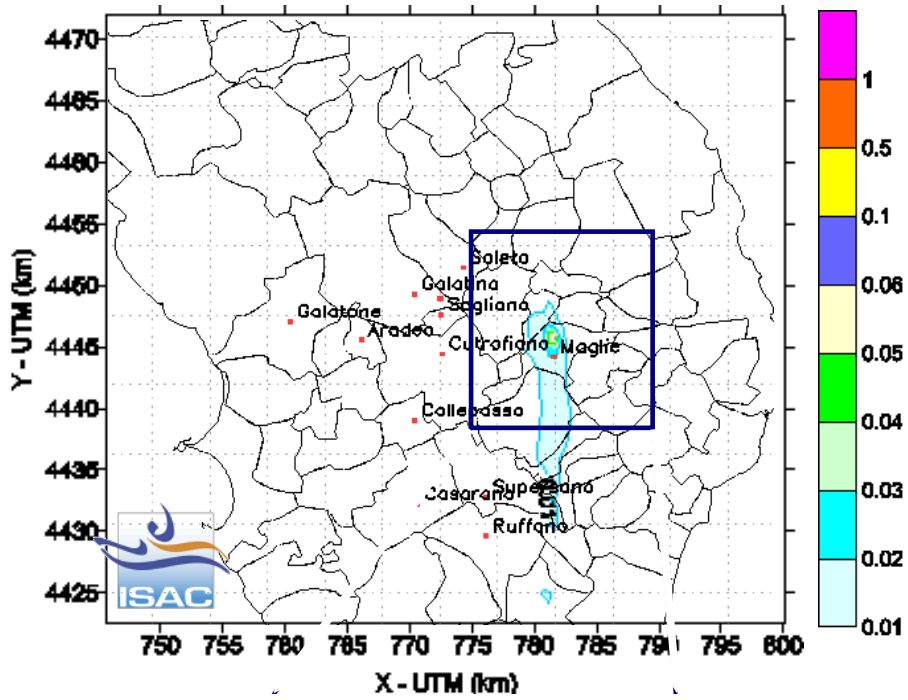 4470
4465
4460
4455
4450
4445
4440
4435
4430
4425
Y - UTM (km)
Soleto
Galatina
Sogliano
Galatone
Aradeo
Cutrofiano
Maglie
Collepasso
Supersano
Casarano
Ruffano
ISAC
750 755 760 765 770 775 780 785 790 795 800
X - UTM (km)
1
0.5
0.1
0.06
0.05
0.04
0.03
0.02
0.01